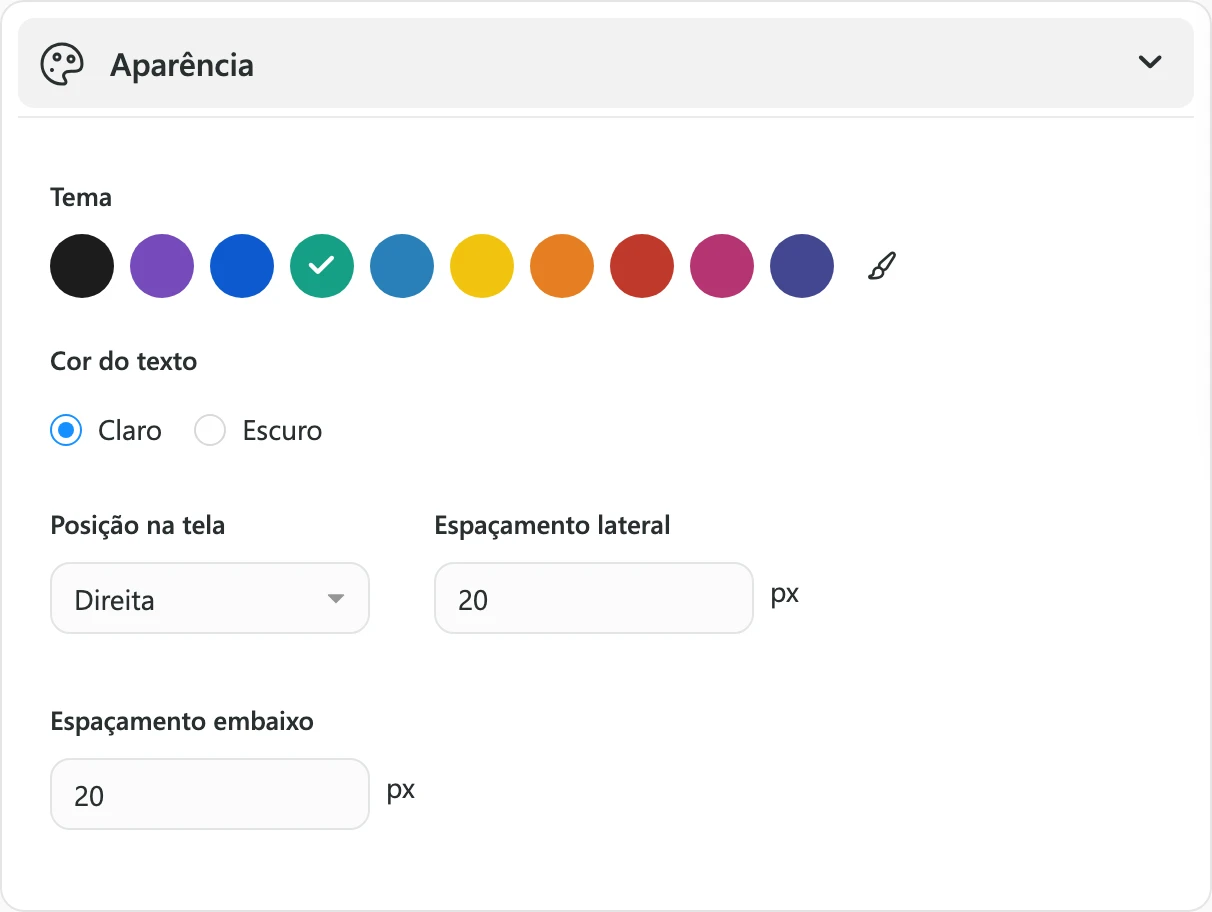 Aparência
Tema
Cor do texto
Claro Escuro
Posição na tela Espaçamento lateral
Direita 20 px
Espaçamento embaixo
20 px